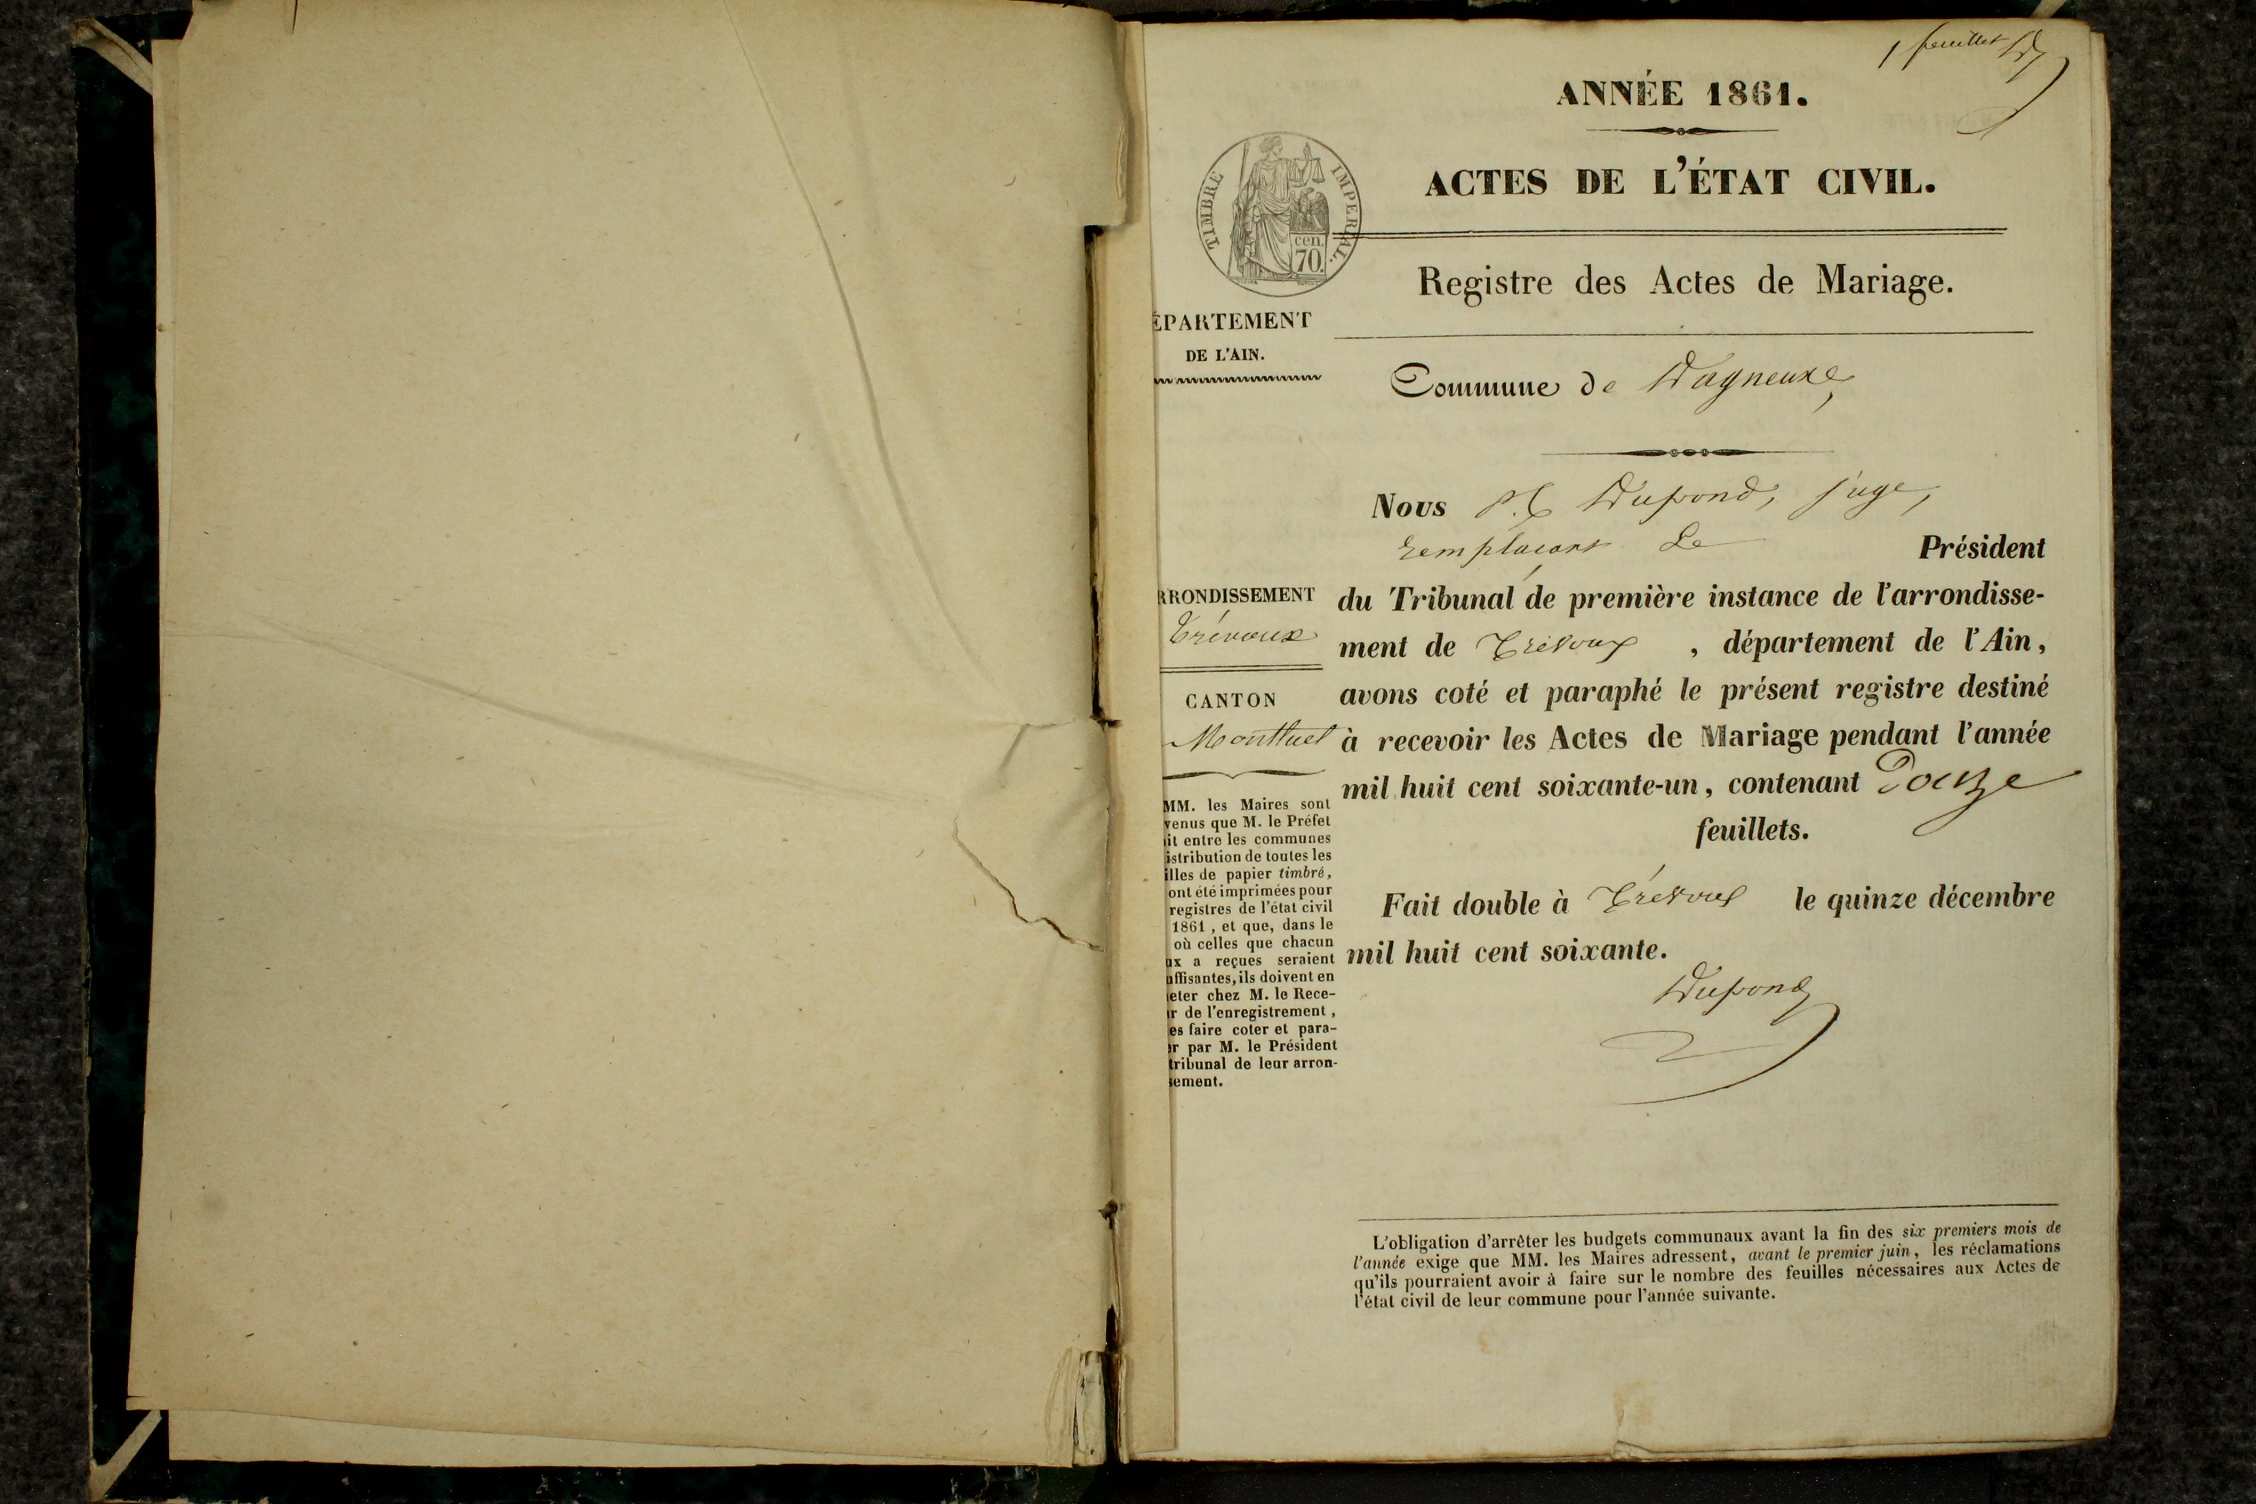 1 feuillet
ANNÉE 1861.
ACTES DE L'ÉTAT CIVIL.
TIMBRE IMPERIAL.
cen.
70.
Registre des Actes de Mariage.
ÉPARTEMENT
DE L'AIN.
Commune de Dagneux
Nous Dupond, juge,
remplaçant Le Président
du Tribunal de première instance de l'arrondisse-
ment de Trévoux, département de l'Ain,
avons coté et paraphé le présent registre destiné
à recevoir les Actes de Mariage pendant l'année
mil huit cent soixante-un, contenant Douze
feuillets.
Fait double à Trévoux le quinze décembre
mil huit cent soixante.
Dupond
RRONDISSEMENT
Trévoux
CANTON
Montluel
MM. les Maires sont
venus que M. le Préfet
it entre les communes
istribution de toutes les
illes de papier timbré,
ont été imprimées pour
registres de l'état civil
1861, et que, dans le
où celles que chacun
ux a reçues seraient
uffisantes, ils doivent en
eter chez M. le Rece-
r de l'enregistrement,
es faire coter et para-
er par M. le Président
tribunal de leur arron-
sement.
L'obligation d'arrêter les budgets communaux avant la fin des six premiers mois de
l'année exige que MM. les Maires adressent, avant le premier juin, les réclamations
qu'ils pourraient avoir à faire sur le nombre des feuilles nécessaires aux Actes de
l'état civil de leur commune pour l'année suivante.